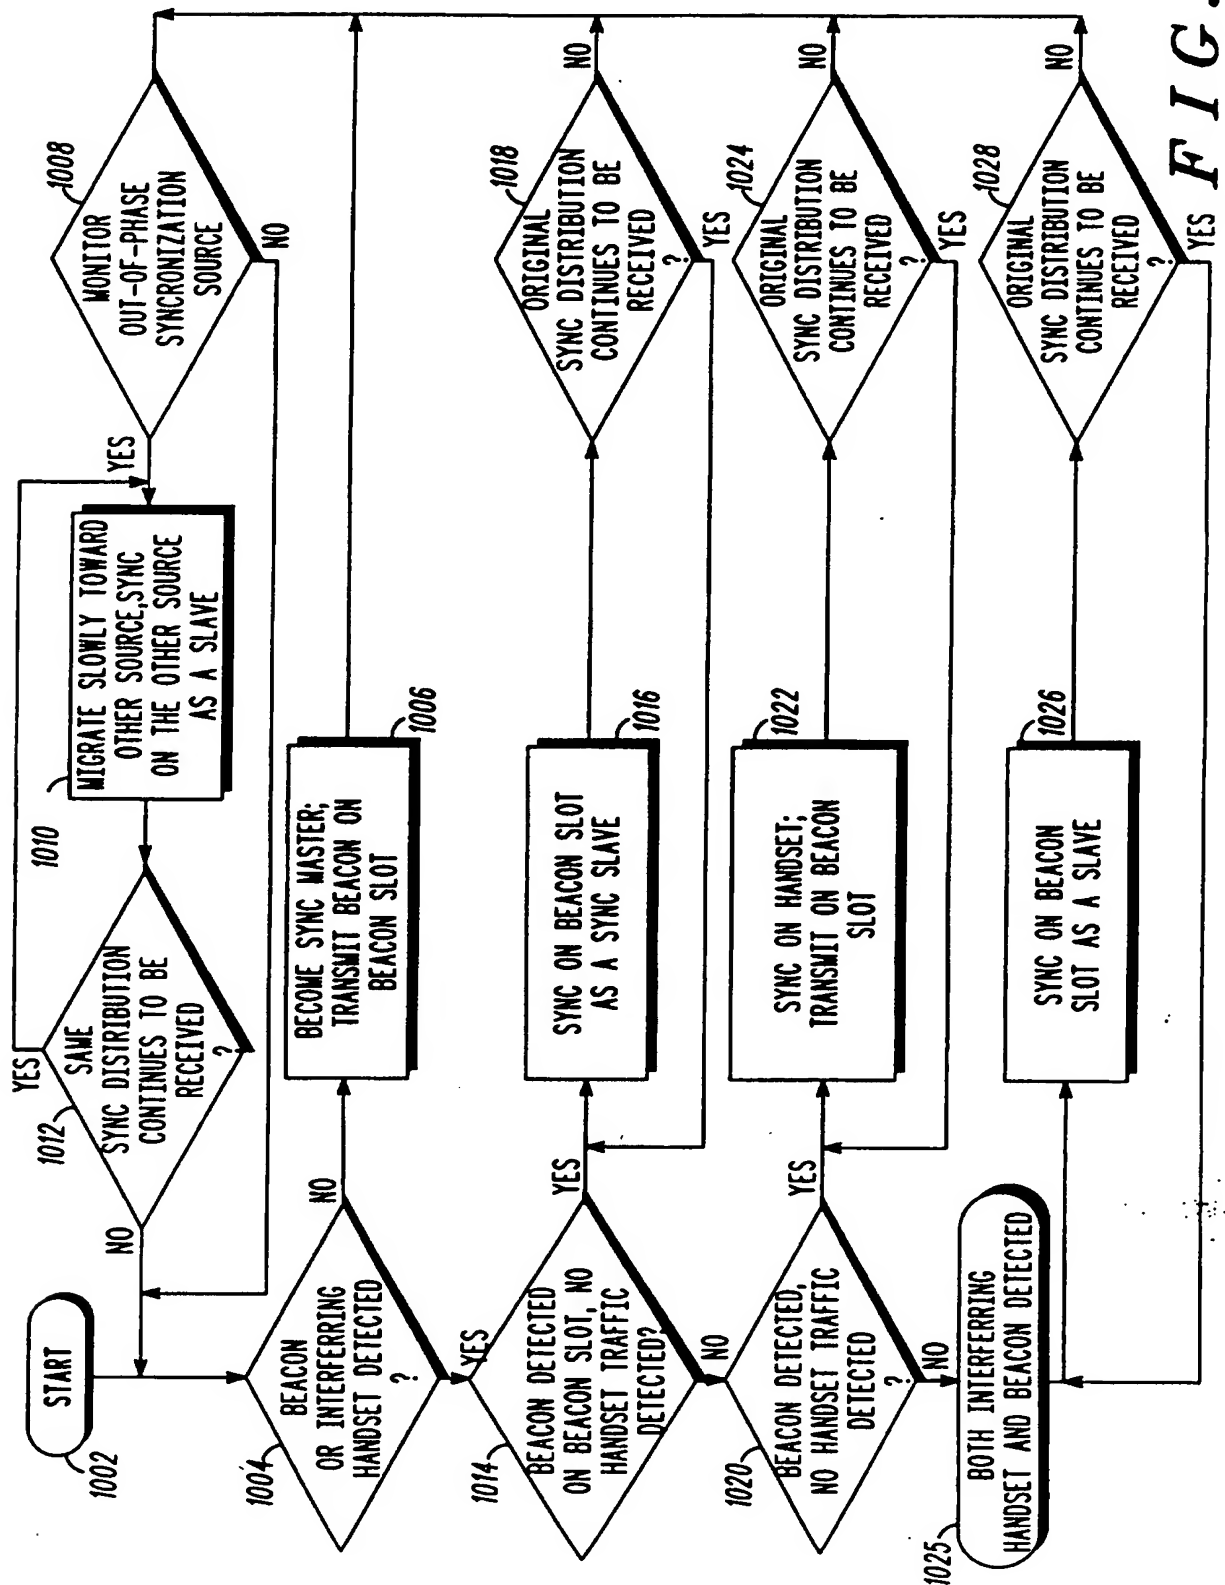 1002
START
1004
BEACON
OR INTERFERRING
HANDSET DETECTED
?
NO
YES
1006
BECOME SYNC MASTER;
TRANSMIT BEACON ON
BEACON SLOT
1008
MONITOR
OUT-OF-PHASE
SYNCRONIZATION
SOURCE
YES
NO
NO
1010
MIGRATE SLOWLY TOWARD
OTHER SOURCE,SYNC
ON THE OTHER SOURCE
AS A SLAVE
1012
SAME
SYNC DISTRIBUTION
CONTINUES TO BE
RECEIVED
?
YES
NO
1014
BEACON DETECTED
ON BEACON SLOT, NO
HANDSET TRAFFIC
DETECTED?
YES
NO
1016
SYNC ON BEACON SLOT
AS A SYNC SLAVE
1018
ORIGINAL
SYNC DISTRIBUTION
CONTINUES TO BE
RECEIVED
?
NO
YES
1020
BEACON DETECTED,
NO HANDSET TRAFFIC
DETECTED
?
YES
NO
1022
SYNC ON HANDSET;
TRANSMIT ON BEACON
SLOT
1024
ORIGINAL
SYNC DISTRIBUTION
CONTINUES TO BE
RECEIVED
?
NO
YES
1025
BOTH INTERFERRING
HANDSET AND BEACON DETECTED
1026
SYNC ON BEACON
SLOT AS A SLAVE
1028
ORIGINAL
SYNC DISTRIBUTION
CONTINUES TO BE
RECEIVED
?
NO
YES
FIG.